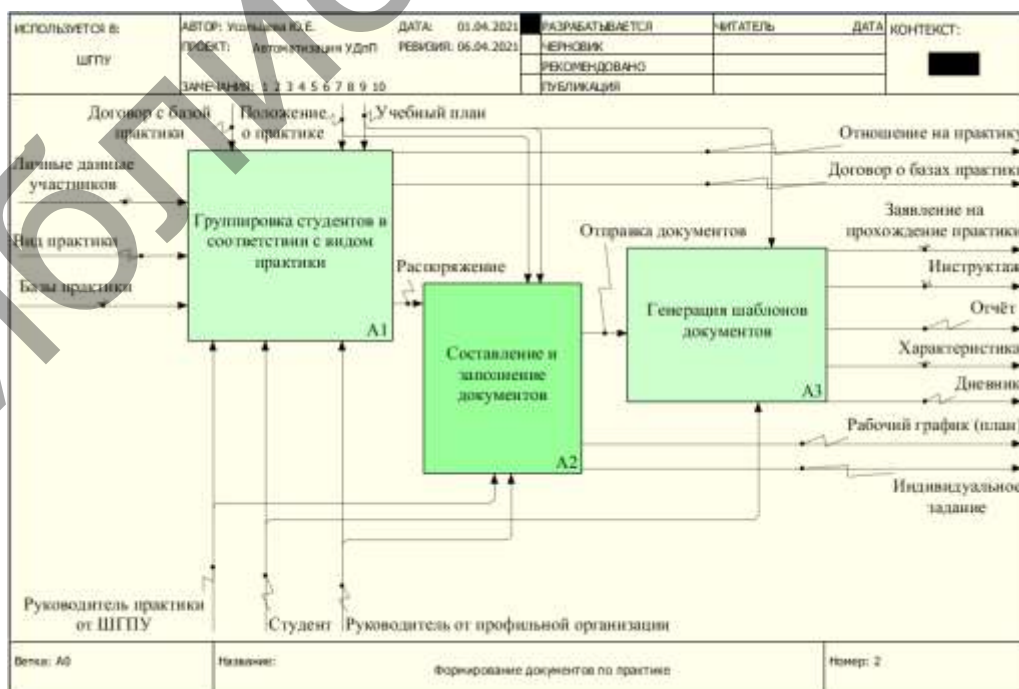 ИСПОЛЬЗУЕТСЯ В:
ШГПУ
АВТОР: Усольцева Ю.Е.
ДАТА: 01.04.2021
ПРОЕКТ: Автоматизация УДпП
РЕВИЗИЯ: 06.04.2021
ЗАМЕЧАНИЯ: 1 2 3 4 5 6 7 8 9 10
РАЗРАБАТЫВАЕТСЯ
ЧЕРНОВИК
РЕКОМЕНДОВАНО
ПУБЛИКАЦИЯ
ЧИТАТЕЛЬ
ДАТА
КОНТЕКСТ:
Договор с базой
практики
Положение
о практике
Учебный план
Личные данные
участников
Вид практики
Базы практики
Группировка студентов в
соответствии с видом
практики
A1
Распоряжение
Составление и
заполнение
документов
A2
Отправка документов
Генерация шаблонов
документов
A3
Отношение на практику
Договор о базах практики
Заявление на
прохождение практики
Инструктаж
Отчёт
Характеристика
Дневник
Рабочий график (план)
Индивидуальное
задание
Руководитель практики
от ШГПУ
Студент
Руководитель от профильной организации
Ветка: A0
Название:
Формирование документов по практике
Номер: 2